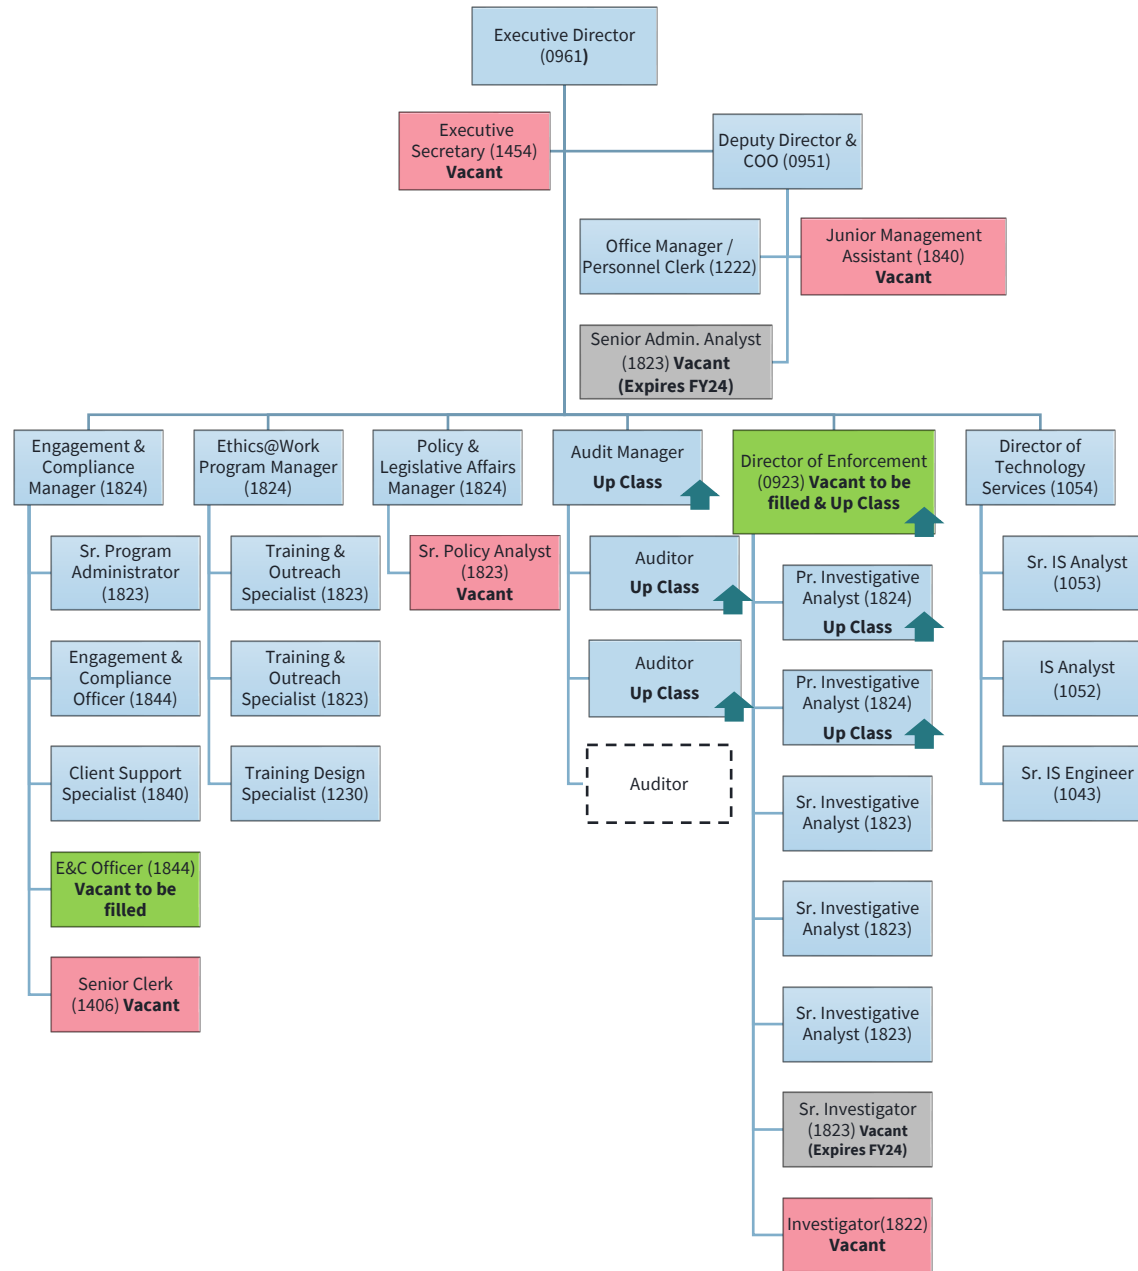 Executive Director
(0961)
Executive
Secretary (1454)
Vacant
Deputy Director &
COO (0951)
Office Manager /
Personnel Clerk (1222)
Junior Management
Assistant (1840)
Vacant
Senior Admin. Analyst
(1823) Vacant
(Expires FY24)
Engagement &
Compliance
Manager (1824)
Ethics@Work
Program Manager
(1824)
Policy &
Legislative Affairs
Manager (1824)
Audit Manager
Up Class
Director of Enforcement
(0923) Vacant to be
filled & Up Class
Director of
Technology
Services (1054)
Sr. Program
Administrator
(1823)
Engagement &
Compliance
Officer (1844)
Client Support
Specialist (1840)
E&C Officer (1844)
Vacant to be
filled
Senior Clerk
(1406) Vacant
Training &
Outreach
Specialist (1823)
Training &
Outreach
Specialist (1823)
Training Design
Specialist (1230)
Sr. Policy Analyst
(1823)
Vacant
Auditor
Up Class
Auditor
Up Class
Auditor
Pr. Investigative
Analyst (1824)
Up Class
Pr. Investigative
Analyst (1824)
Up Class
Sr. Investigative
Analyst (1823)
Sr. Investigative
Analyst (1823)
Sr. Investigative
Analyst (1823)
Sr. Investigator
(1823) Vacant
(Expires FY24)
Investigator(1822)
Vacant
Sr. IS Analyst
(1053)
IS Analyst
(1052)
Sr. IS Engineer
(1043)